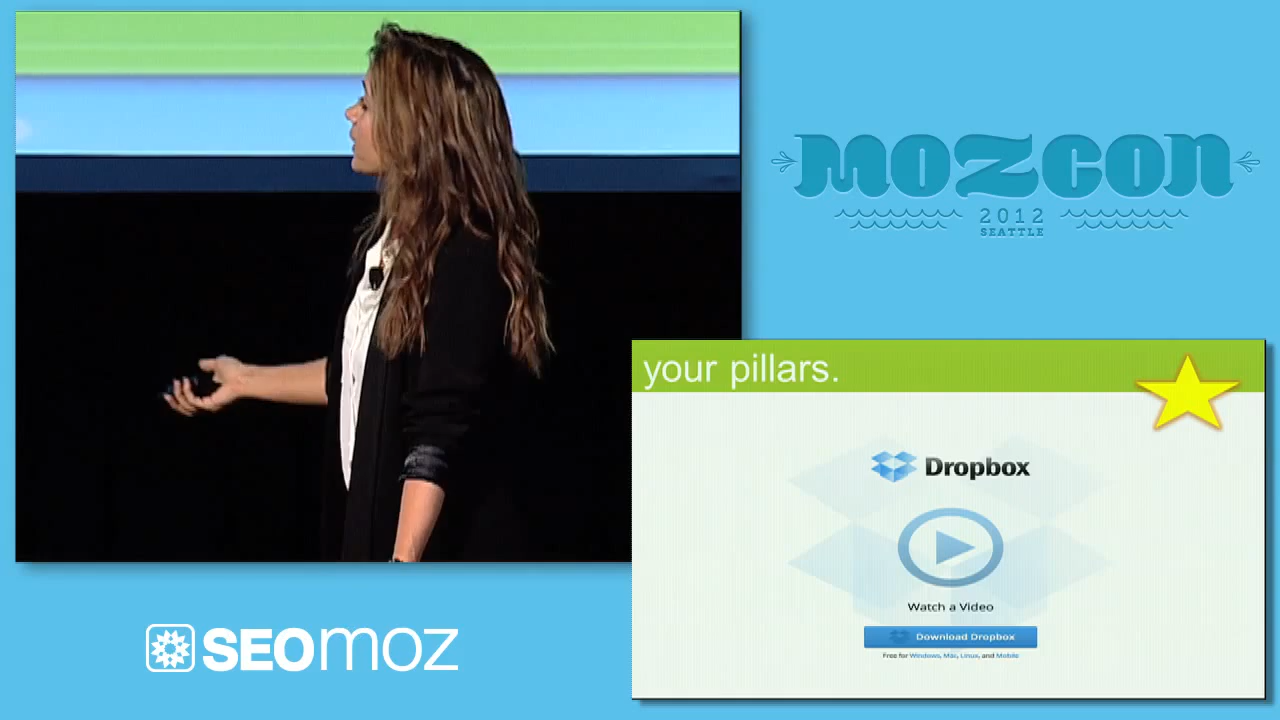 MOZCON
2012
SEATTLE
your pillars.
Dropbox
Watch a Video
Download Dropbox
Free for Windows, Mac, Linux, and Mobile
SEOmoz